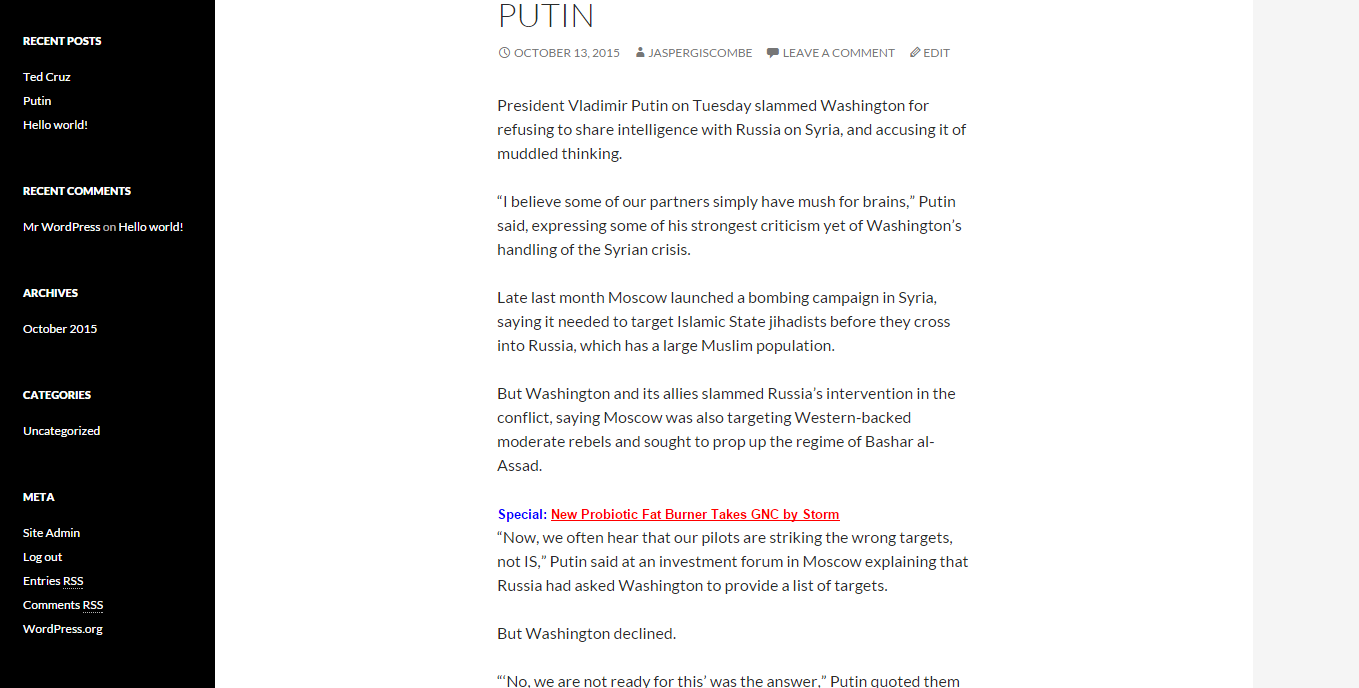 RECENT POSTS
Ted Cruz
Putin
Hello world!
RECENT COMMENTS
Mr WordPress on Hello world!
ARCHIVES
October 2015
CATEGORIES
Uncategorized
META
Site Admin
Log out
Entries RSS
Comments RSS
WordPress.org
PUTIN
OCTOBER 13, 2015 JASPERGISCOMBE LEAVE A COMMENT EDIT
President Vladimir Putin on Tuesday slammed Washington for
refusing to share intelligence with Russia on Syria, and accusing it of
muddled thinking.
“I believe some of our partners simply have mush for brains,” Putin
said, expressing some of his strongest criticism yet of Washington’s
handling of the Syrian crisis.
Late last month Moscow launched a bombing campaign in Syria,
saying it needed to target Islamic State jihadists before they cross
into Russia, which has a large Muslim population.
But Washington and its allies slammed Russia’s intervention in the
conflict, saying Moscow was also targeting Western-backed
moderate rebels and sought to prop up the regime of Bashar al-
Assad.
Special: New Probiotic Fat Burner Takes GNC by Storm
“Now, we often hear that our pilots are striking the wrong targets,
not IS,” Putin said at an investment forum in Moscow explaining that
Russia had asked Washington to provide a list of targets.
But Washington declined.
“‘No, we are not ready for this’ was the answer,” Putin quoted them